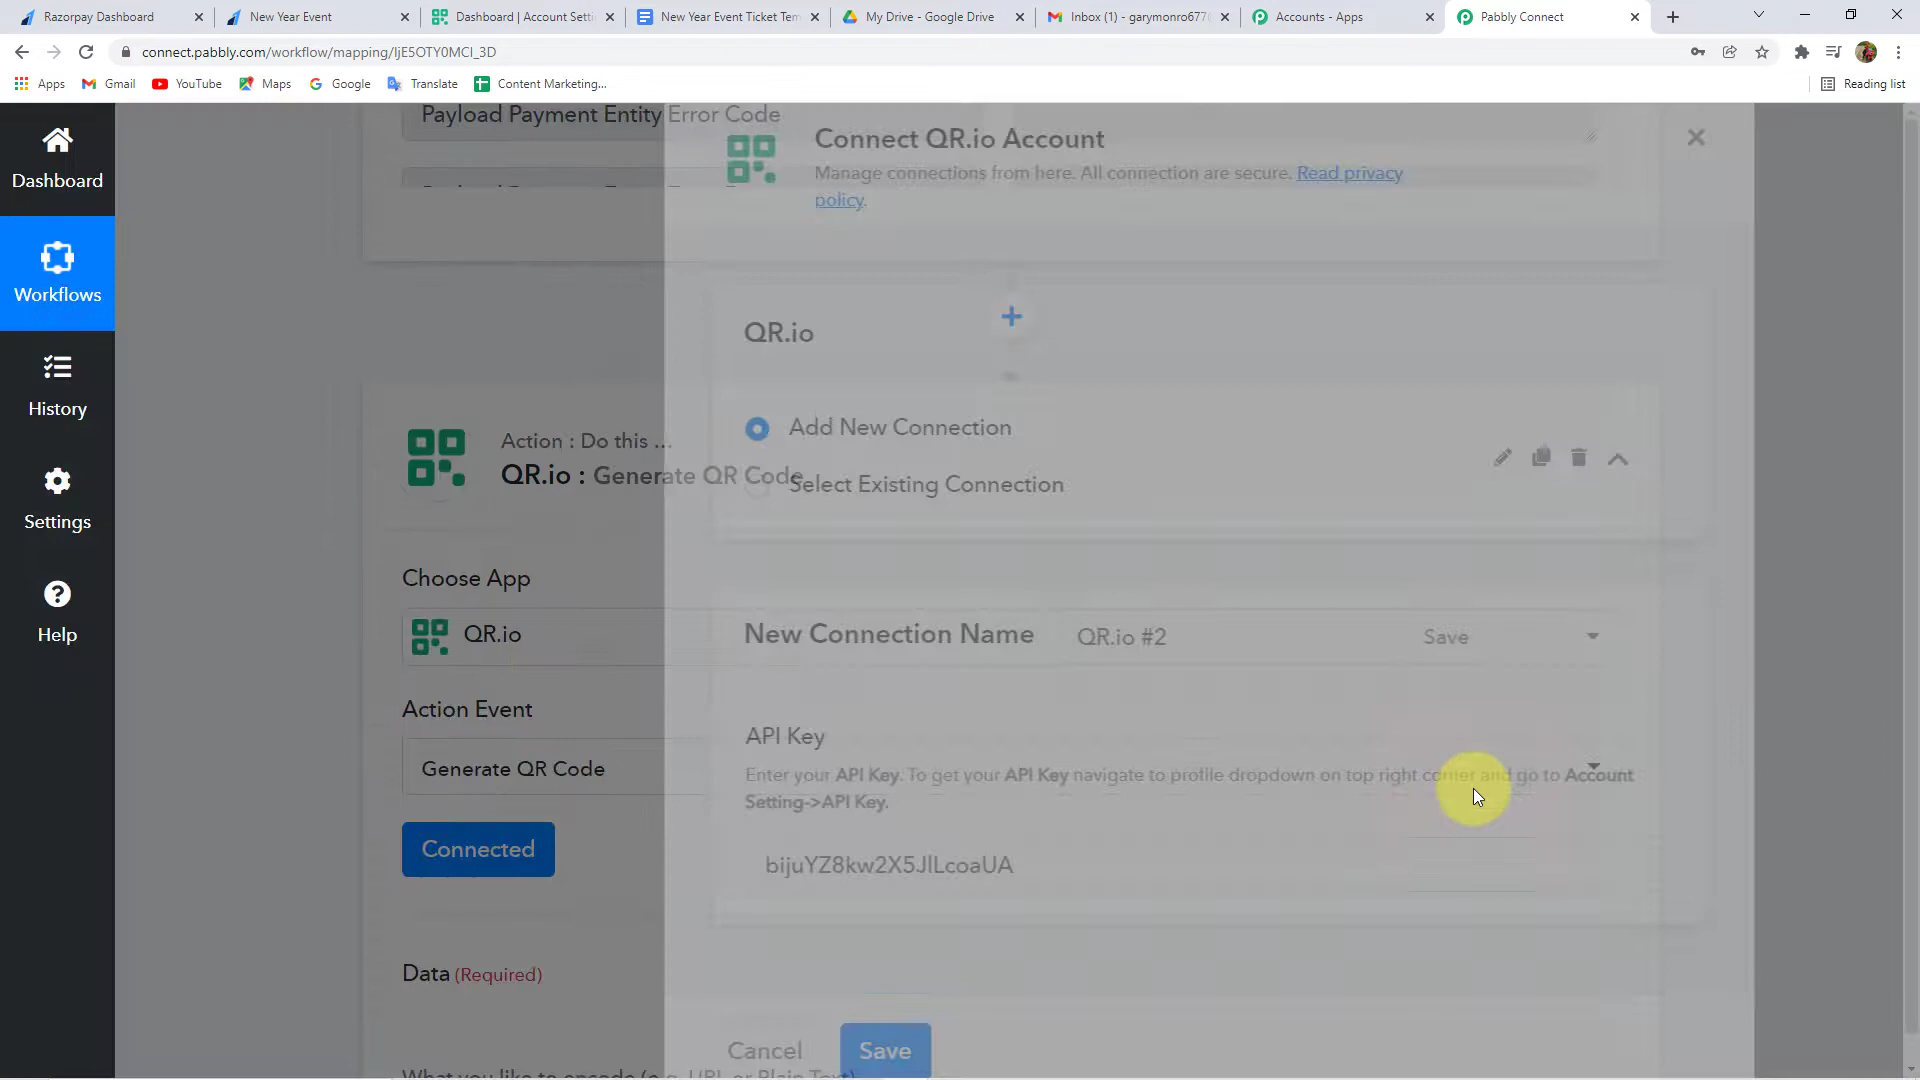 Razorpay Dashboard
New Year Event
Dashboard | Account Setti
New Year Event Ticket Tem
My Drive - Google Drive
Inbox (1) - garymonro677
Accounts - Apps
Pabbly Connect
connect.pabbly.com/workflow/mapping/IjE5OTY0MCI_3D
Apps
Gmail
YouTube
Maps
Google
Translate
Content Marketing...
Reading list
Payload Payment Entity Error Code
Connect QR.io Account
Manage connections from here. All connection are secure. Read privacy
policy.
Dashboard
Workflows
History
Settings
Help
QR.io
Add New Connection
Select Existing Connection
Action : Do this ...
QR.io : Generate QR Code
Choose App
QR.io
New Connection Name
QR.io #2
Save
Action Event
Generate QR Code
API Key
Enter your API Key. To get your API Key navigate to profile dropdown on top right corner and go to Account
Setting->API Key.
Connected
bijuYZ8kw2X5JlLcoaUA
Data (Required)
Cancel
Save
What you like to encode (e.g. URL or Plain Text)